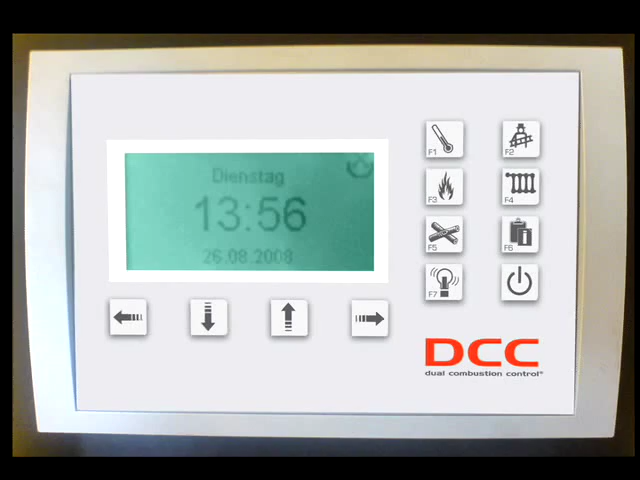 Dienstag
13:56
26.08.2008
F1
F2
F3
F4
F5
F6
F7
DCC
dual combustion control®